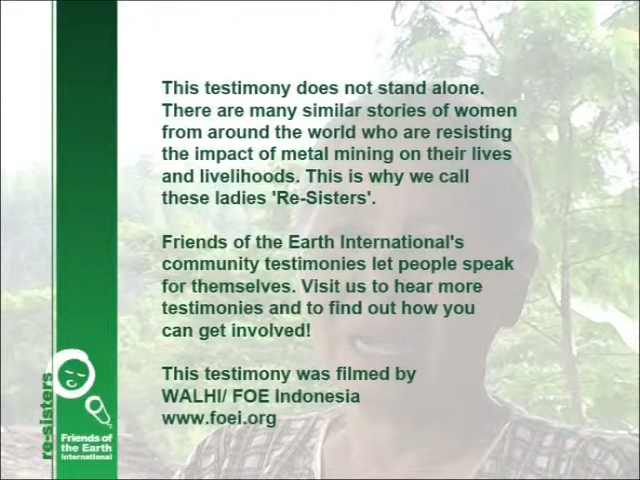 This testimony does not stand alone.
There are many similar stories of women
from around the world who are resisting
the impact of metal mining on their lives
and livelihoods. This is why we call
these ladies 'Re-Sisters'.
Friends of the Earth International's
community testimonies let people speak
for themselves. Visit us to hear more
testimonies and to find out how you
can get involved!
This testimony was filmed by
WALHI/ FOE Indonesia
www.foei.org
re-sisters
Friends of
the Earth
International